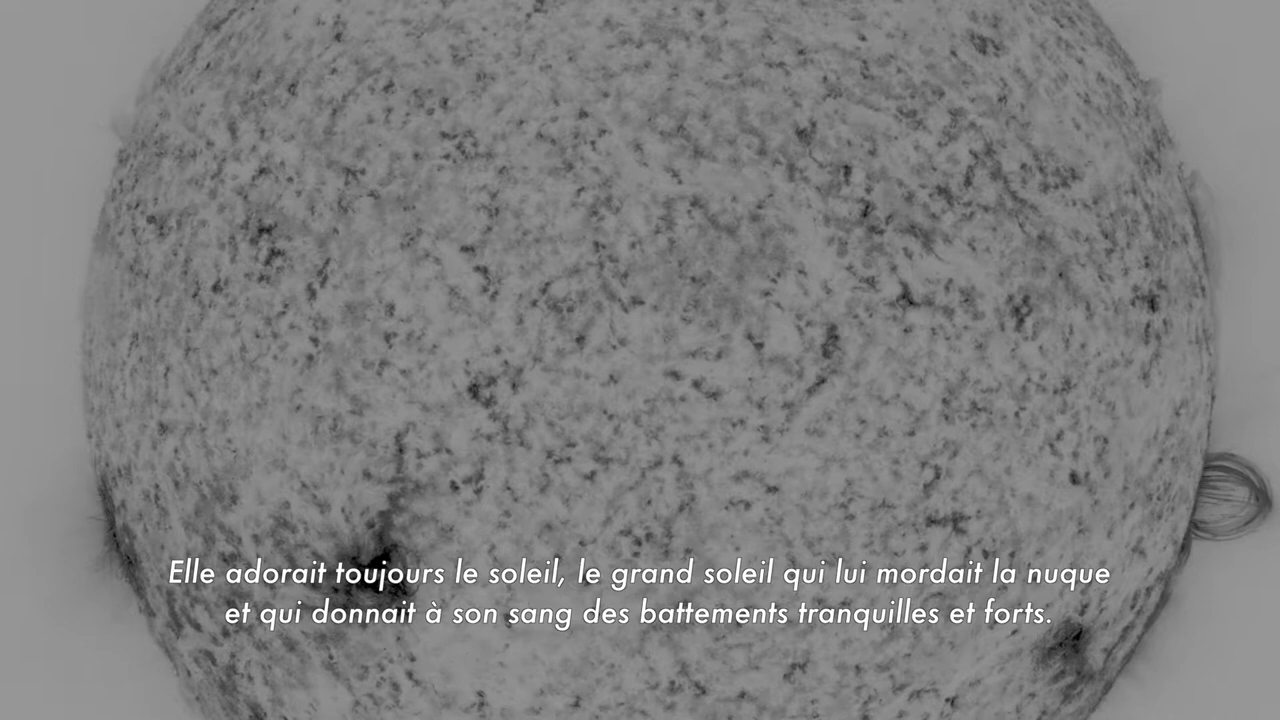 Elle adorait toujours le soleil, le grand soleil qui lui mordait la nuque
et qui donnait à son sang des battements tranquilles et forts.